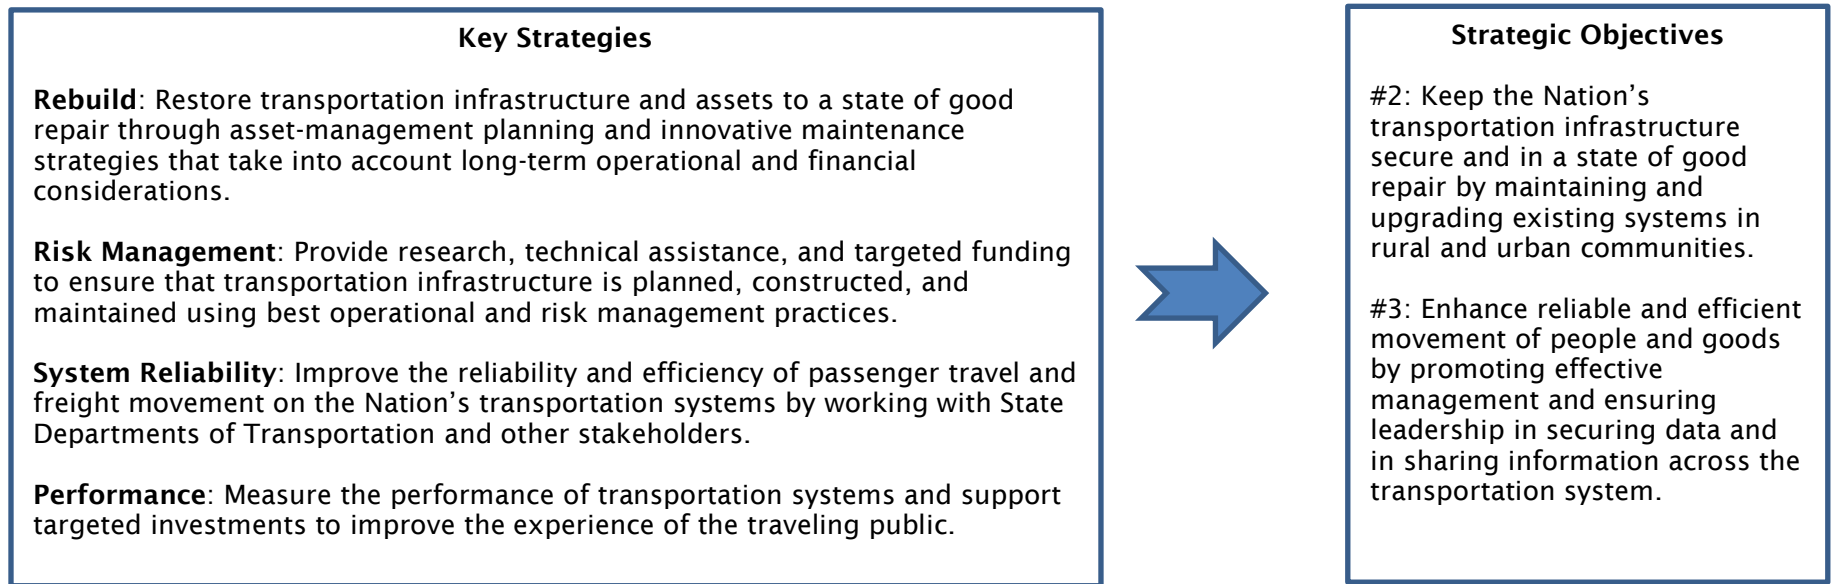 Key Strategies
Rebuild: Restore transportation infrastructure and assets to a state of good
repair through asset-management planning and innovative maintenance
strategies that take into account long-term operational and financial
considerations.
Risk Management: Provide research, technical assistance, and targeted funding
to ensure that transportation infrastructure is planned, constructed, and
maintained using best operational and risk management practices.
System Reliability: Improve the reliability and efficiency of passenger travel and
freight movement on the Nation’s transportation systems by working with State
Departments of Transportation and other stakeholders.
Performance: Measure the performance of transportation systems and support
targeted investments to improve the experience of the traveling public.
Strategic Objectives
#2: Keep the Nation’s
transportation infrastructure
secure and in a state of good
repair by maintaining and
upgrading existing systems in
rural and urban communities.
#3: Enhance reliable and efficient
movement of people and goods
by promoting effective
management and ensuring
leadership in securing data and
in sharing information across the
transportation system.